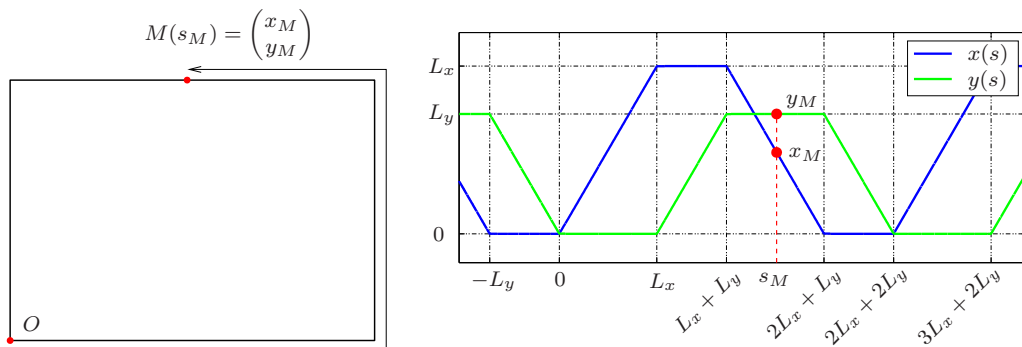 M(s_M) = (x_M
y_M)
O
L_x
L_y
0
x(s)
y(s)
y_M
x_M
−L_y
0
L_x
L_x + L_y
s_M
2L_x + L_y
2L_x + 2L_y
3L_x + 2L_y